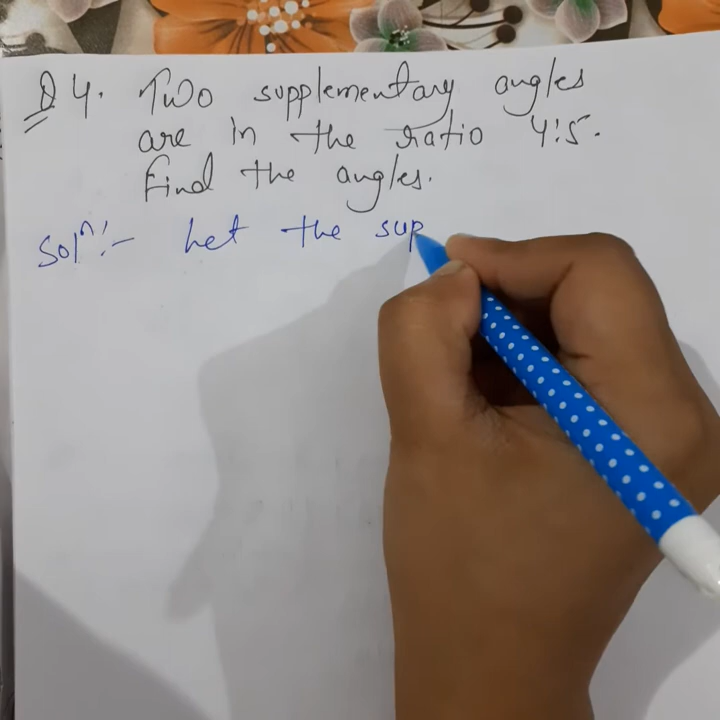 Q4. Two supplementary angles
are in the ratio 4:5.
Find the angles.
Solⁿ:- Let the sup